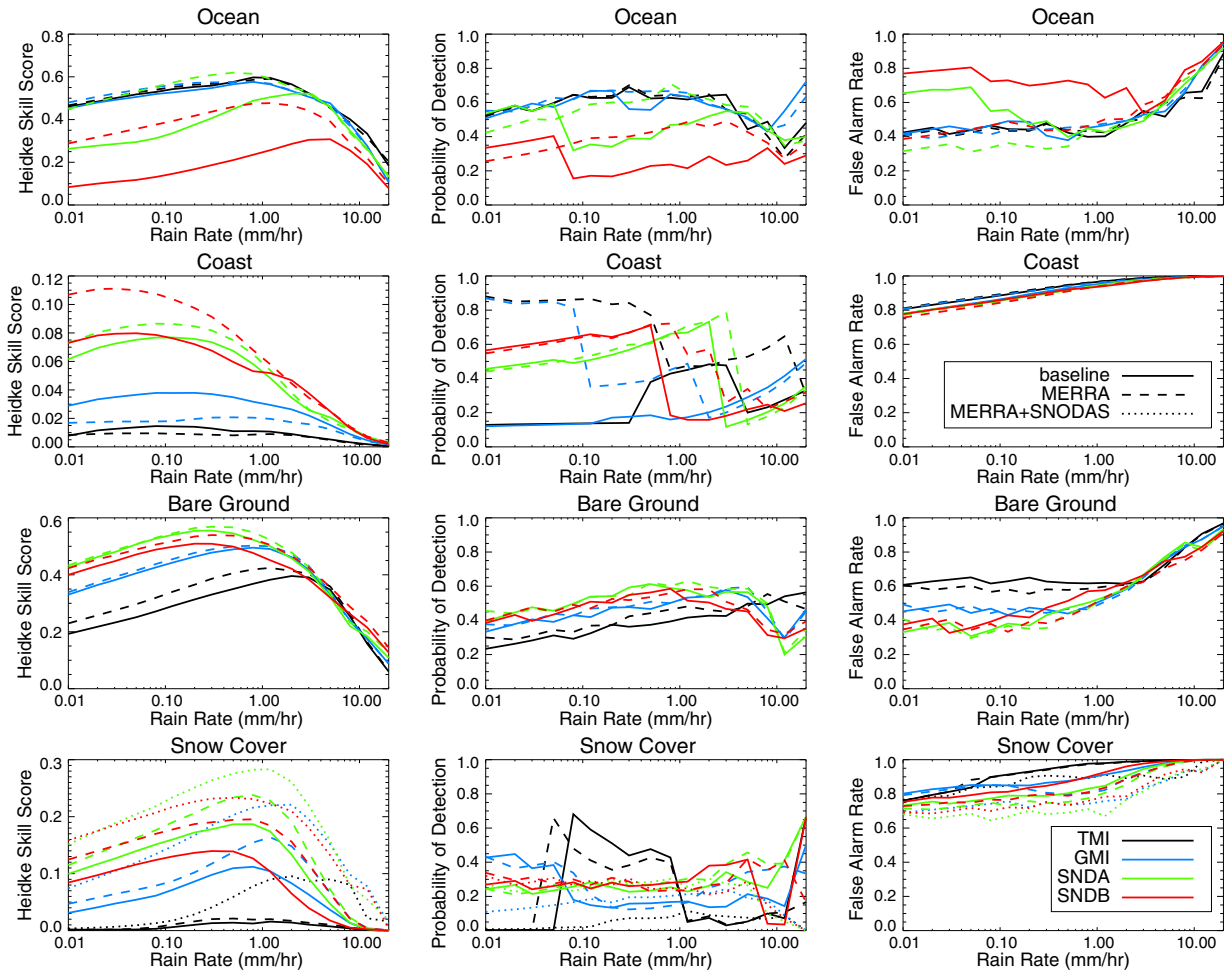 Ocean
Heidke Skill Score
0.8
0.6
0.4
0.2
0.0
0.01 0.10 1.00 10.00
Rain Rate (mm/hr)
Ocean
Probability of Detection
1.0
0.8
0.6
0.4
0.2
0.0
0.01 0.10 1.00 10.00
Rain Rate (mm/hr)
Ocean
False Alarm Rate
1.0
0.8
0.6
0.4
0.2
0.0
0.01 0.10 1.00 10.00
Rain Rate (mm/hr)
Coast
Heidke Skill Score
0.12
0.10
0.08
0.06
0.04
0.02
0.00
0.01 0.10 1.00 10.00
Rain Rate (mm/hr)
Coast
Probability of Detection
1.0
0.8
0.6
0.4
0.2
0.0
0.01 0.10 1.00 10.00
Rain Rate (mm/hr)
Coast
False Alarm Rate
1.0
0.8
0.6
0.4
0.2
0.0
baseline
MERRA
MERRA+SNODAS
0.01 0.10 1.00 10.00
Rain Rate (mm/hr)
Bare Ground
Heidke Skill Score
0.6
0.4
0.2
0.0
0.01 0.10 1.00 10.00
Rain Rate (mm/hr)
Bare Ground
Probability of Detection
1.0
0.8
0.6
0.4
0.2
0.0
0.01 0.10 1.00 10.00
Rain Rate (mm/hr)
Bare Ground
False Alarm Rate
1.0
0.8
0.6
0.4
0.2
0.0
0.01 0.10 1.00 10.00
Rain Rate (mm/hr)
Snow Cover
Heidke Skill Score
0.3
0.2
0.1
0.0
0.01 0.10 1.00 10.00
Rain Rate (mm/hr)
Snow Cover
Probability of Detection
1.0
0.8
0.6
0.4
0.2
0.0
0.01 0.10 1.00 10.00
Rain Rate (mm/hr)
Snow Cover
False Alarm Rate
1.0
0.8
0.6
0.4
0.2
0.0
TMI
GMI
SNDA
SNDB
0.01 0.10 1.00 10.00
Rain Rate (mm/hr)